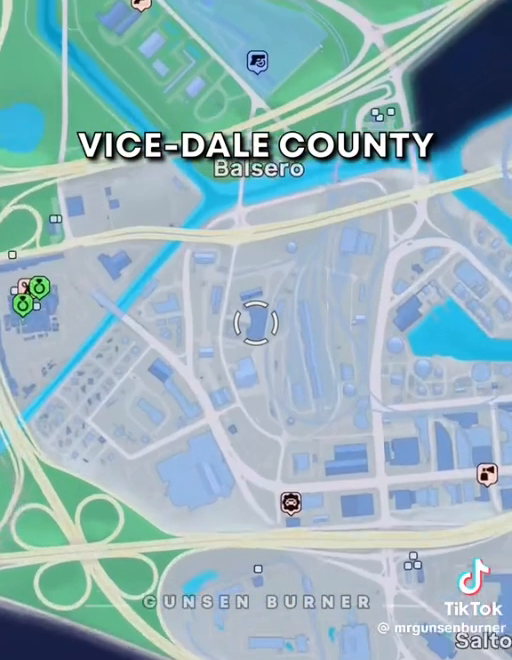 VICE-DALE COUNTY
Balsero
GUNSEN BURNER
TikTok
@ mrgunsenburner
Salto